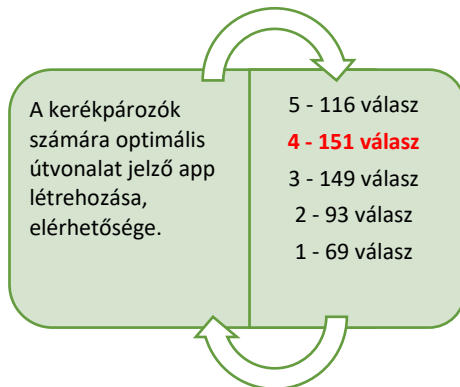 A kerékpározók
számára optimális
útvonalat jelző app
létrehozása,
elérhetősége.
5 - 116 válasz
4 - 151 válasz
3 - 149 válasz
2 - 93 válasz
1 - 69 válasz